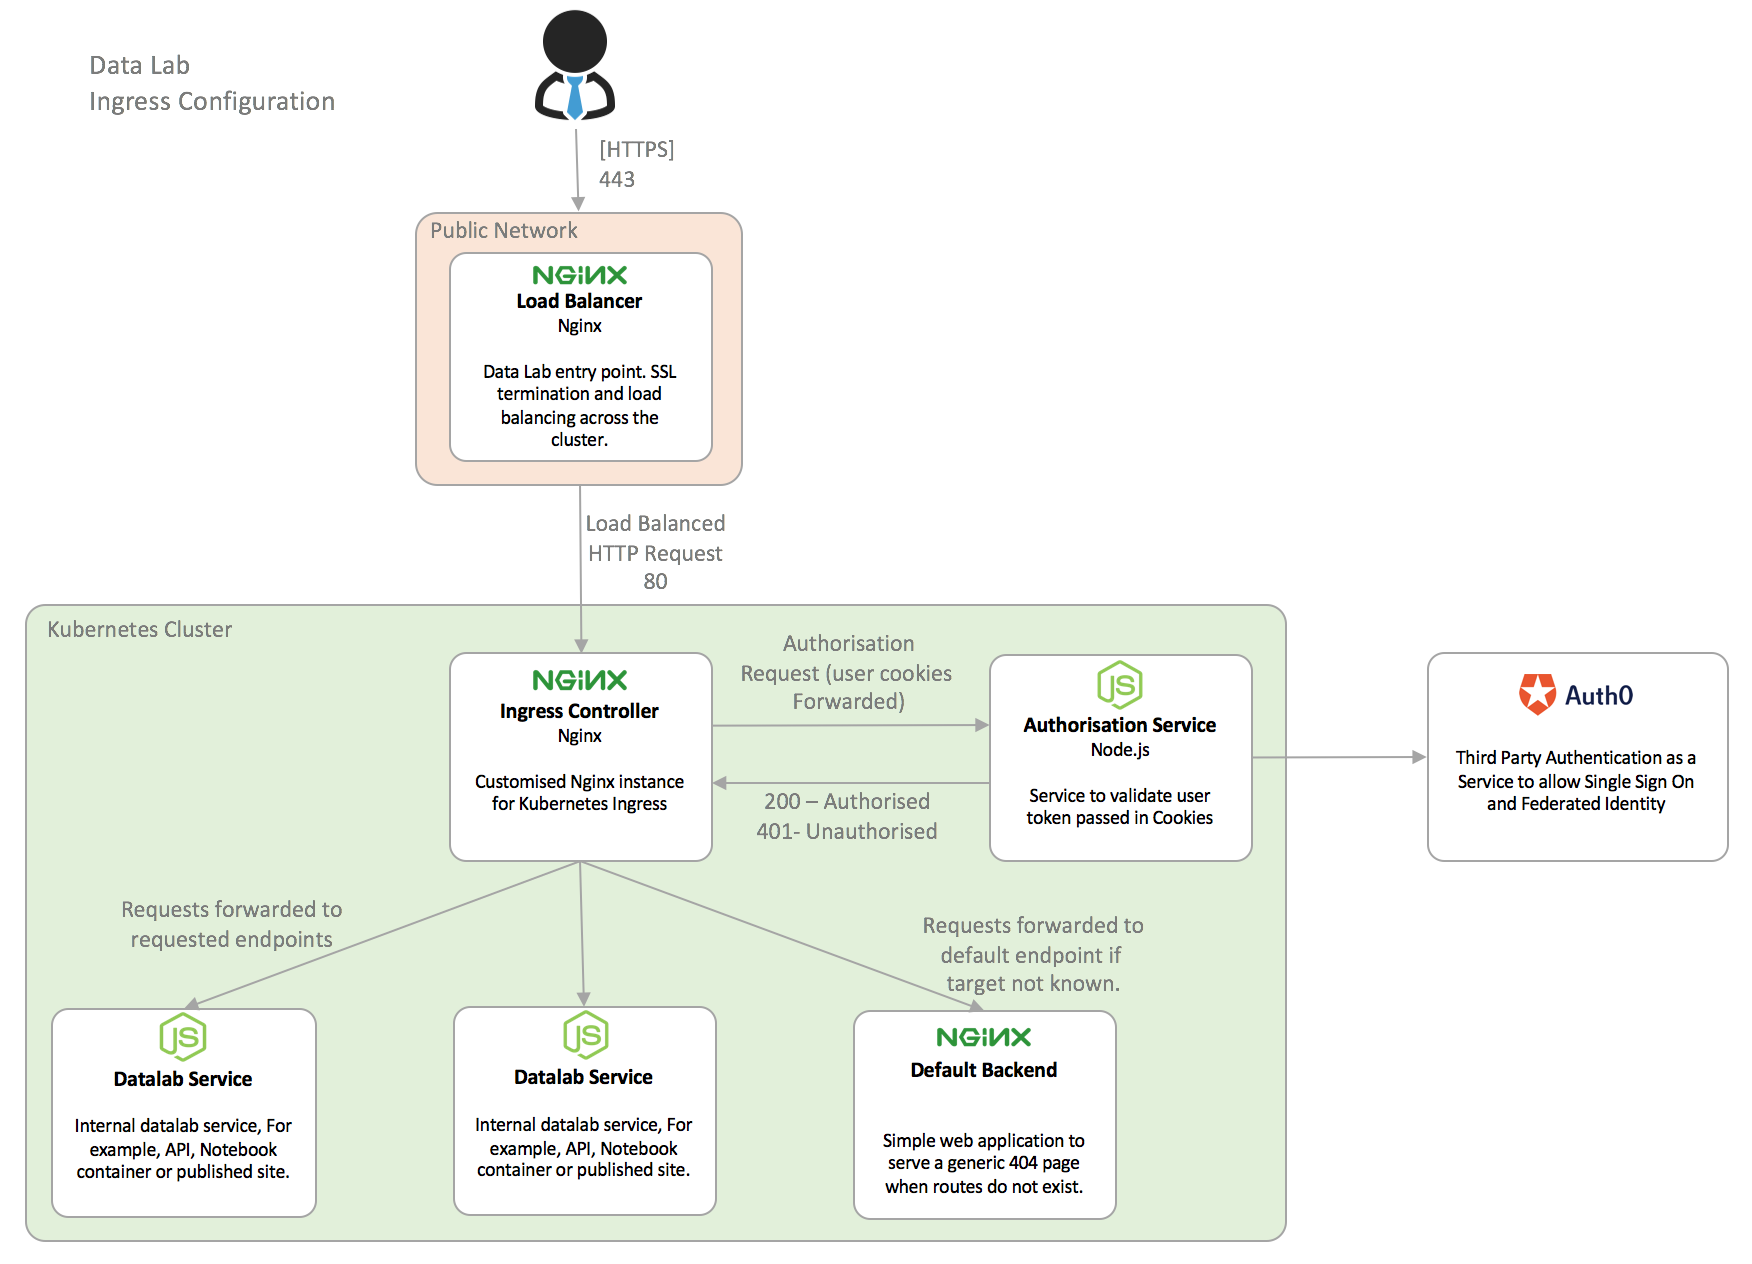 Data Lab
Ingress Configuration
[HTTPS]
443
Public Network
NGiNX
Load Balancer
Nginx
Data Lab entry point. SSL
termination and load
balancing across the
cluster.
Load Balanced
HTTP Request
80
Kubernetes Cluster
NGiNX
Ingress Controller
Nginx
Customised Nginx instance
for Kubernetes Ingress
Authorisation
Request (user cookies
Forwarded)
200 – Authorised
401- Unauthorised
JS
Authorisation Service
Node.js
Service to validate user
token passed in Cookies
Auth0
Third Party Authentication as a
Service to allow Single Sign On
and Federated Identity
Requests forwarded to
requested endpoints
Requests forwarded to
default endpoint if
target not known.
JS
Datalab Service
Internal datalab service, For
example, API, Notebook
container or published site.
JS
Datalab Service
Internal datalab service, For
example, API, Notebook
container or published site.
NGiNX
Default Backend
Simple web application to
serve a generic 404 page
when routes do not exist.